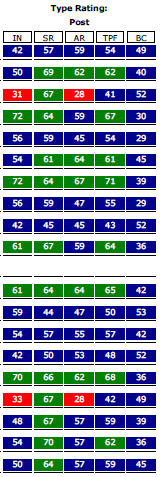 Type Rating:
Post
IN SR AR TPF BC
42 57 59 54 49
50 69 62 62 40
31 67 28 41 52
72 64 59 67 30
56 59 45 54 29
54 61 64 61 45
72 64 67 71 39
56 59 47 55 29
42 45 45 43 52
61 67 59 64 36
61 64 64 65 42
59 44 47 50 53
54 57 55 57 42
42 50 53 48 52
70 66 62 68 36
33 67 28 42 49
48 67 57 59 39
54 70 57 62 36
50 64 57 59 45